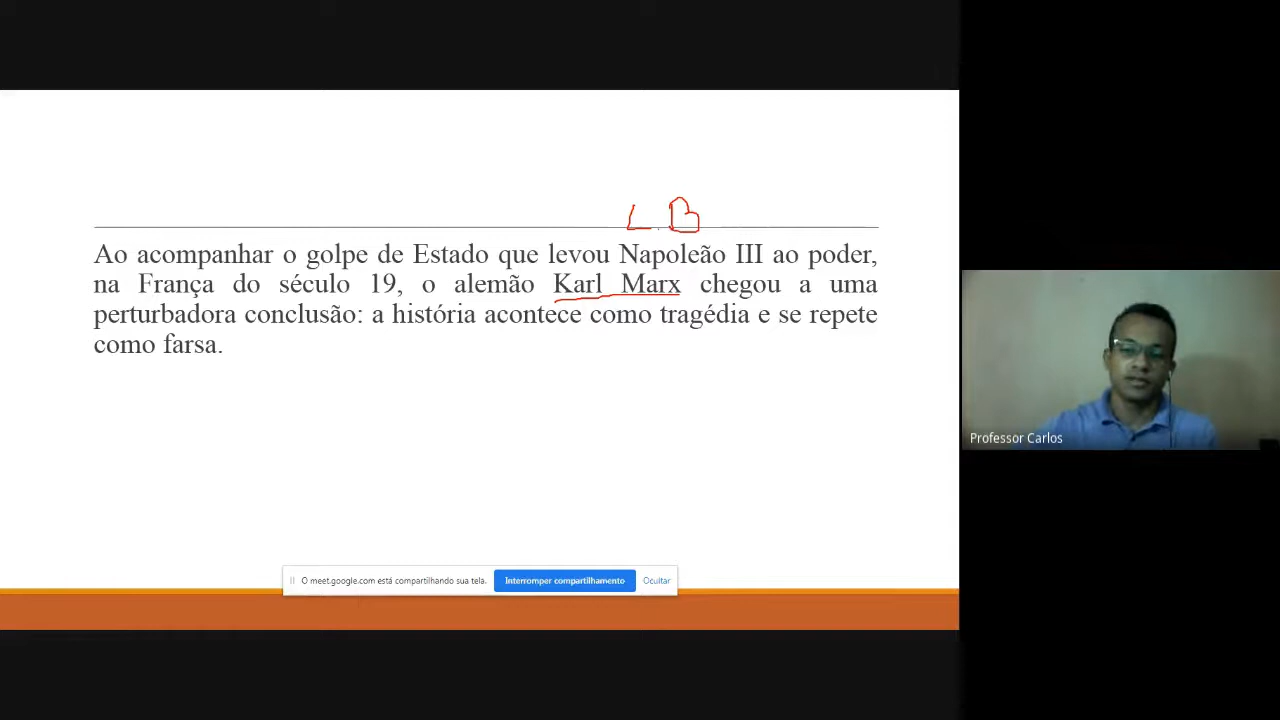 L.B
Ao acompanhar o golpe de Estado que levou Napoleão III ao poder,
na França do século 19, o alemão Karl Marx chegou a uma
perturbadora conclusão: a história acontece como tragédia e se repete
como farsa.
Professor Carlos
O meet.google.com está compartilhando sua tela.
Interromper compartilhamento
Ocultar